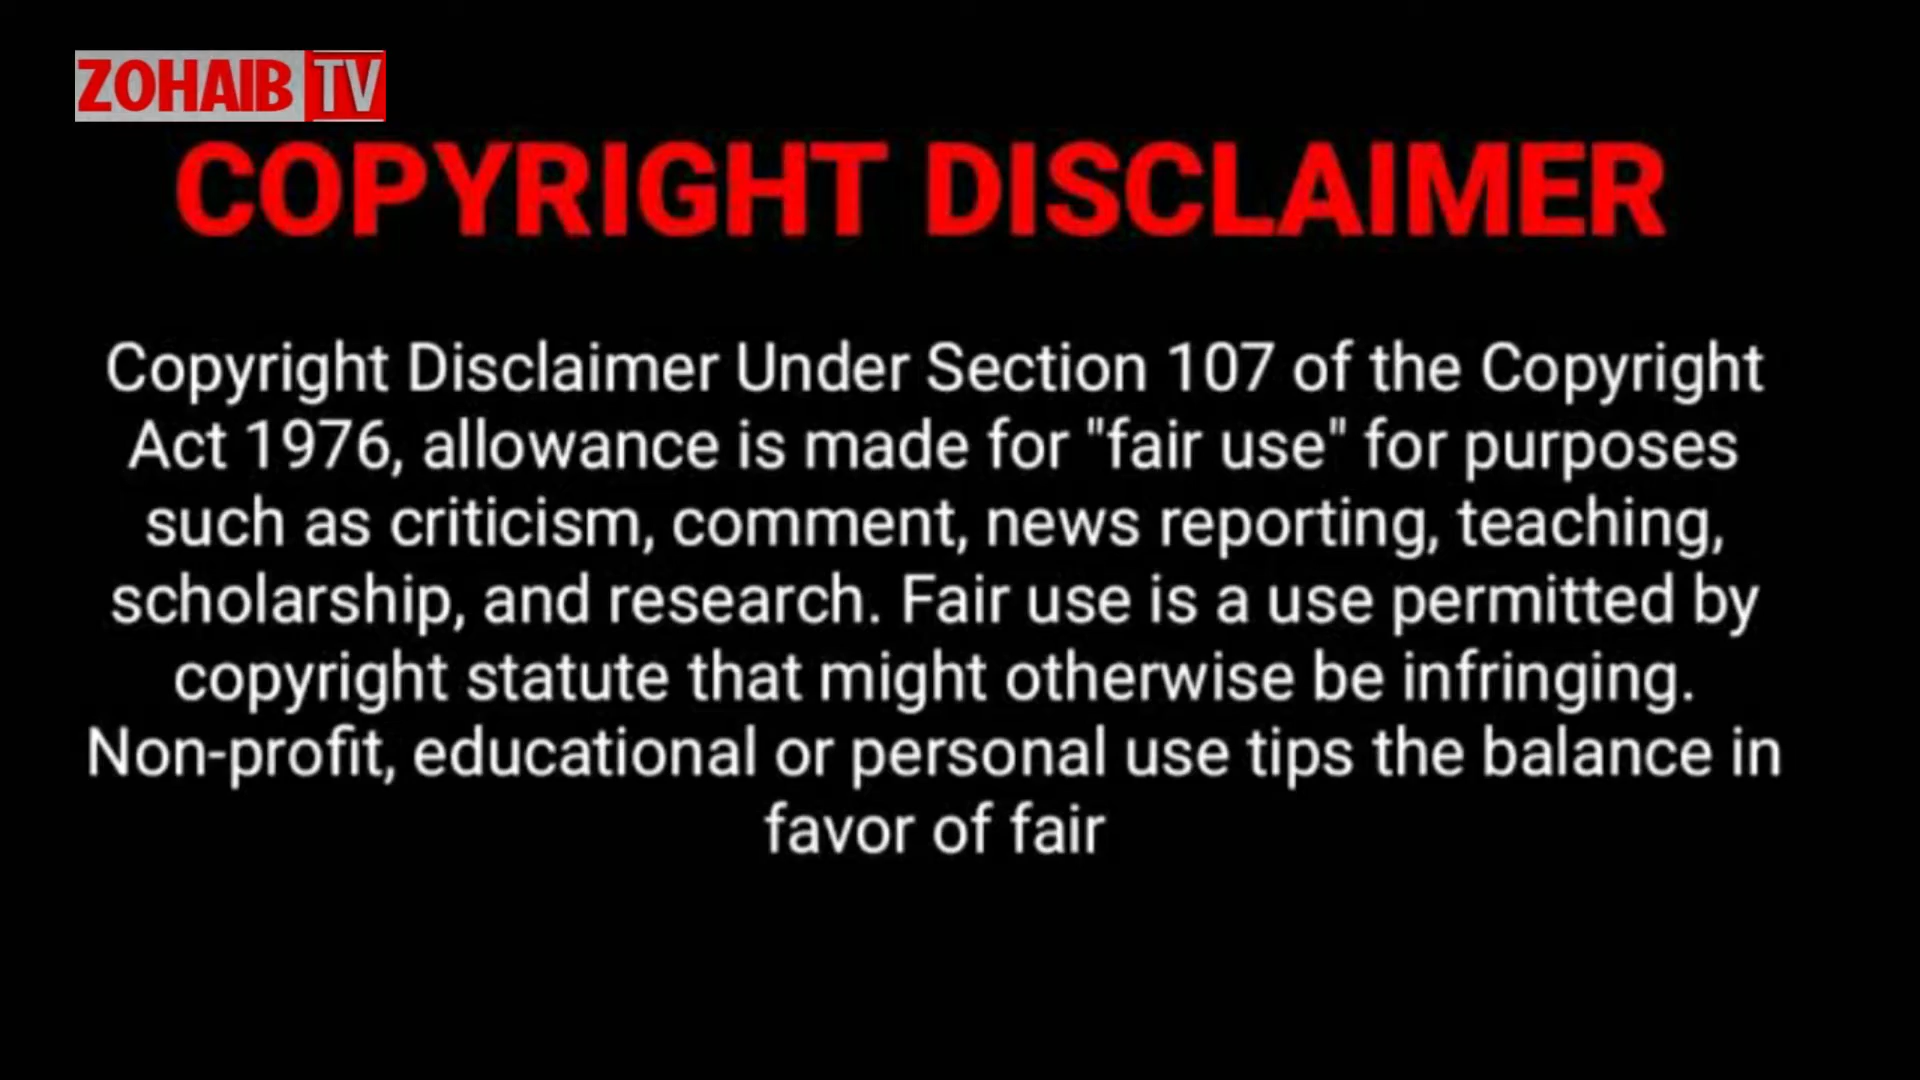 ZOHAIB TV
COPYRIGHT DISCLAIMER
Copyright Disclaimer Under Section 107 of the Copyright
Act 1976, allowance is made for "fair use" for purposes
such as criticism, comment, news reporting, teaching,
scholarship, and research. Fair use is a use permitted by
copyright statute that might otherwise be infringing.
Non-profit, educational or personal use tips the balance in
favor of fair